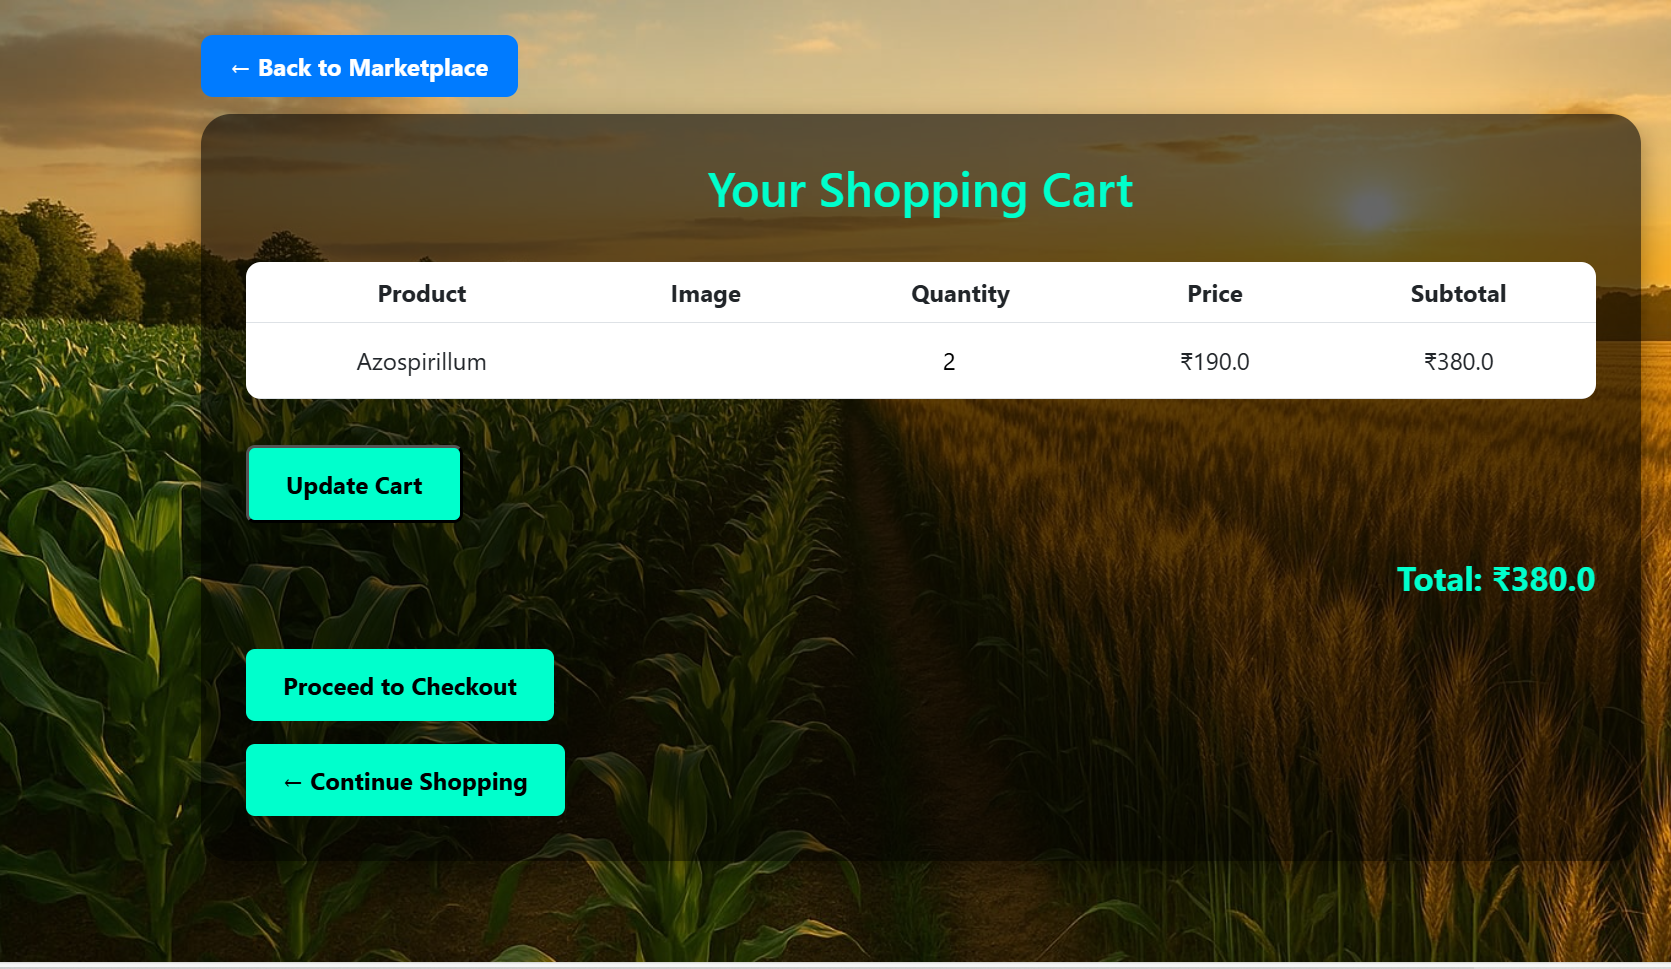 ← Back to Marketplace
Your Shopping Cart
Product Image Quantity Price Subtotal
Azospirillum 2 ₹190.0 ₹380.0
Update Cart
Total: ₹380.0
Proceed to Checkout
← Continue Shopping